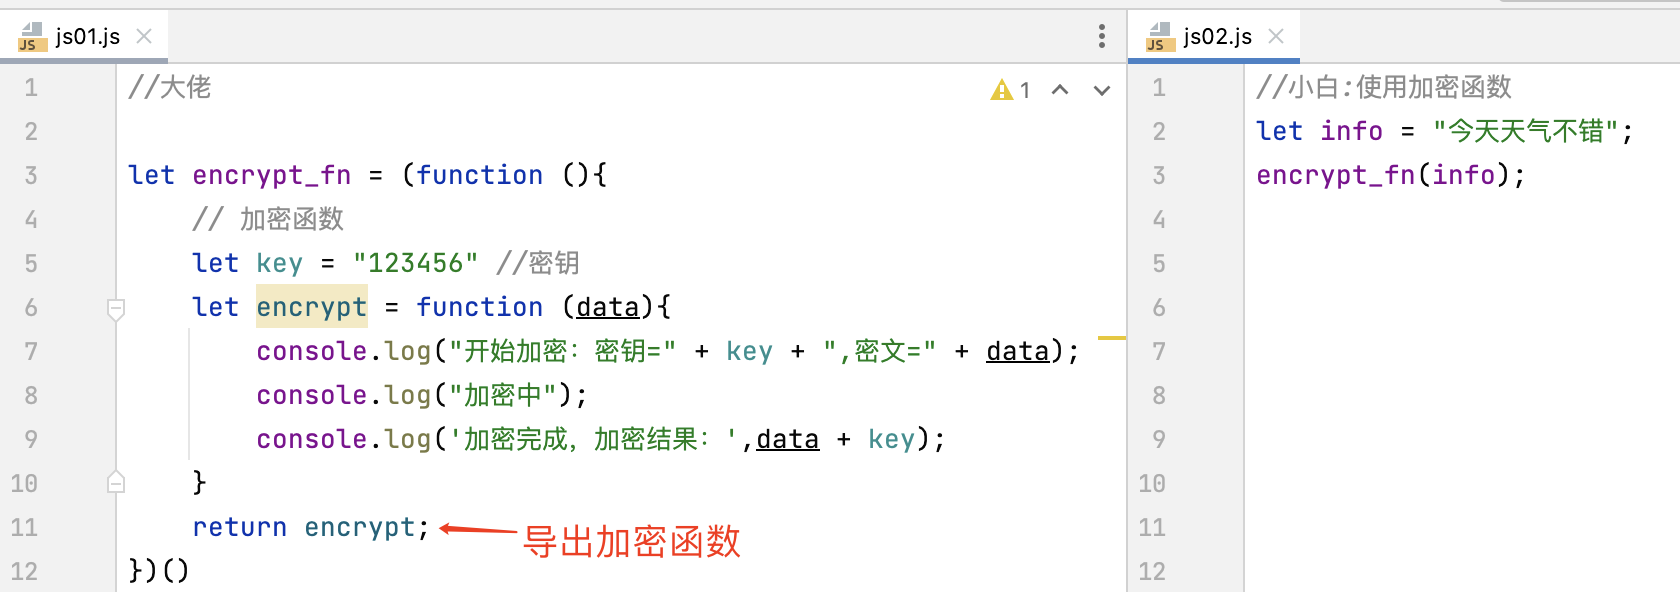 js01.js
//大佬
1
let encrypt_fn = (function (){
// 加密函数
let key = "123456" //密钥
let encrypt = function (data){
console.log("开始加密：密钥=" + key + ",密文=" + data);
console.log("加密中");
console.log('加密完成，加密结果：',data + key);
}
return encrypt;
导出加密函数
})()
1
2
3
4
5
6
7
8
9
10
11
12
js02.js
//小白:使用加密函数
let info = "今天天气不错";
encrypt_fn(info);
1
2
3
4
5
6
7
8
9
10
11
12
JS
JS